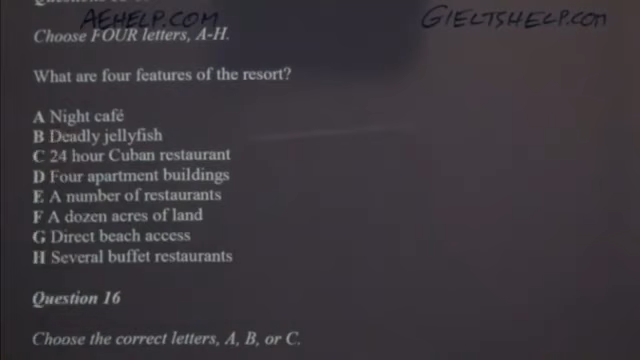 AEHELP.COM
GIELTSHELP.COM
Choose FOUR letters, A-H.
What are four features of the resort?
A Night café
B Deadly jellyfish
C 24 hour Cuban restaurant
D Four apartment buildings
E A number of restaurants
F A dozen acres of land
G Direct beach access
H Several buffet restaurants
Question 16
Choose the correct letters, A, B, or C.